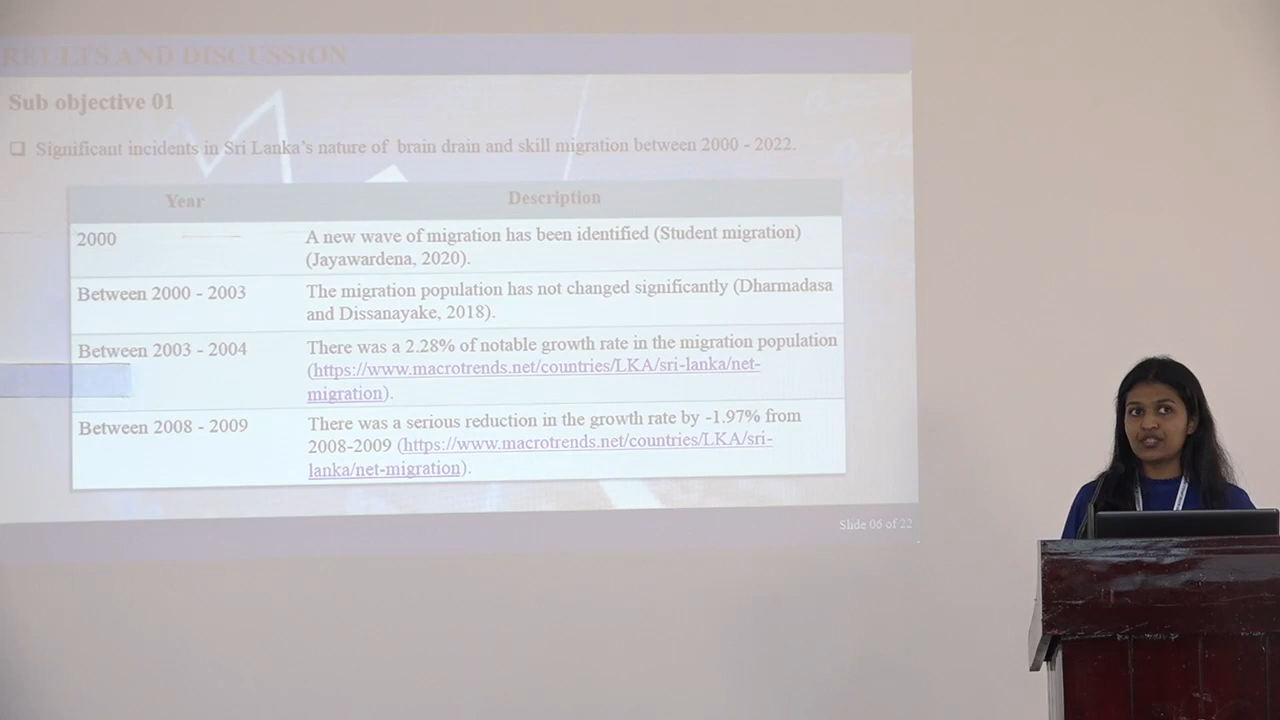 RELTS AND DISCUSSION
Sub objective 01
❑ Significant incidents in Sri Lanka's nature of brain drain and skill migration between 2000 - 2022.
Year Description
2000 A new wave of migration has been identified (Student migration)
(Jayawardena, 2020).
Between 2000 - 2003 The migration population has not changed significantly (Dharmadasa
and Dissanayake, 2018).
Between 2003 - 2004 There was a 2.28% of notable growth rate in the migration population
(https://www.macrotrends.net/countries/LKA/sri-lanka/net-
migration).
Between 2008 - 2009 There was a serious reduction in the growth rate by -1.97% from
2008-2009 (https://www.macrotrends.net/countries/LKA/sri-
lanka/net-migration).
Slide 06 of 22